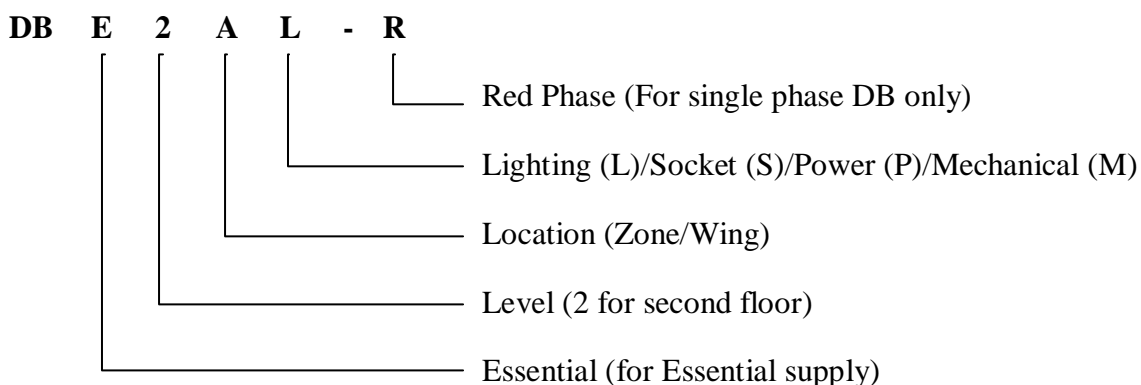 DB E 2 A L - R
Red Phase (For single phase DB only)
Lighting (L)/Socket (S)/Power (P)/Mechanical (M)
Location (Zone/Wing)
Level (2 for second floor)
Essential (for Essential supply)